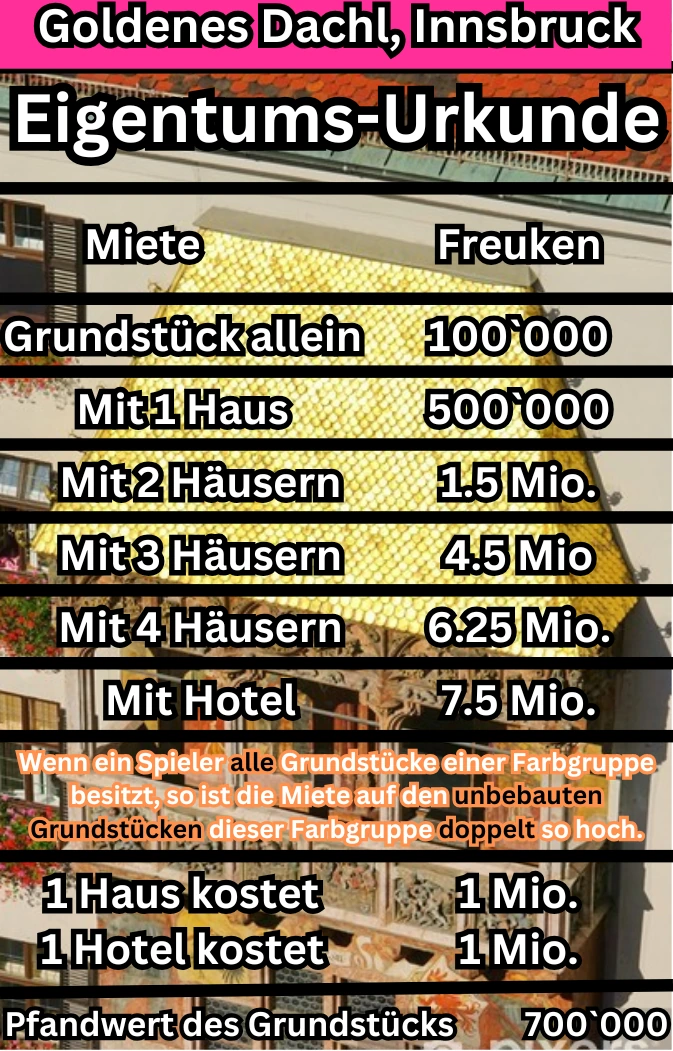 Goldenes Dachl, Innsbruck
Eigentums-Urkunde
Miete Freuken
Grundstück allein 100`000
Mit 1 Haus 500`000
Mit 2 Häusern 1.5 Mio.
Mit 3 Häusern 4.5 Mio
Mit 4 Häusern 6.25 Mio.
Mit Hotel 7.5 Mio.
Wenn ein Spieler alle Grundstücke einer Farbgruppe
besitzt, so ist die Miete auf den unbebauten
Grundstücken dieser Farbgruppe doppelt so hoch.
1 Haus kostet 1 Mio.
1 Hotel kostet 1 Mio.
Pfandwert des Grundstücks 700`000